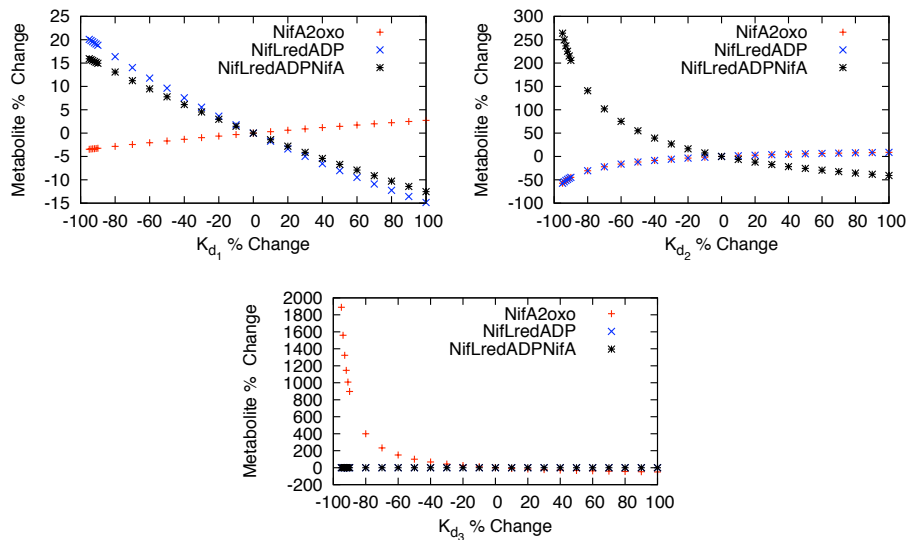 NifA2oxo
NifLredADP
NifLredADPNifA
Metabolite % Change
25
20
15
10
5
0
-5
-10
15
-100 -80 -60 -40 -20 0 20 40 60 80 100
Kd1 % Change
NifA2oxo
NifLredADP
NifLredADPNifA
Metabolite % Change
300
250
200
150
100
50
0
-50
-100
-100 -80 -60 -40 -20 0 20 40 60 80 100
Kd2 % Change
NifA2oxo
NifLredADP
NifLredADPNifA
Metabolite % Change
2000
1800
1600
1400
1200
1000
800
600
400
200
0
-200
-100 -80 -60 -40 -20 0 20 40 60 80 100
Kd3 % Change